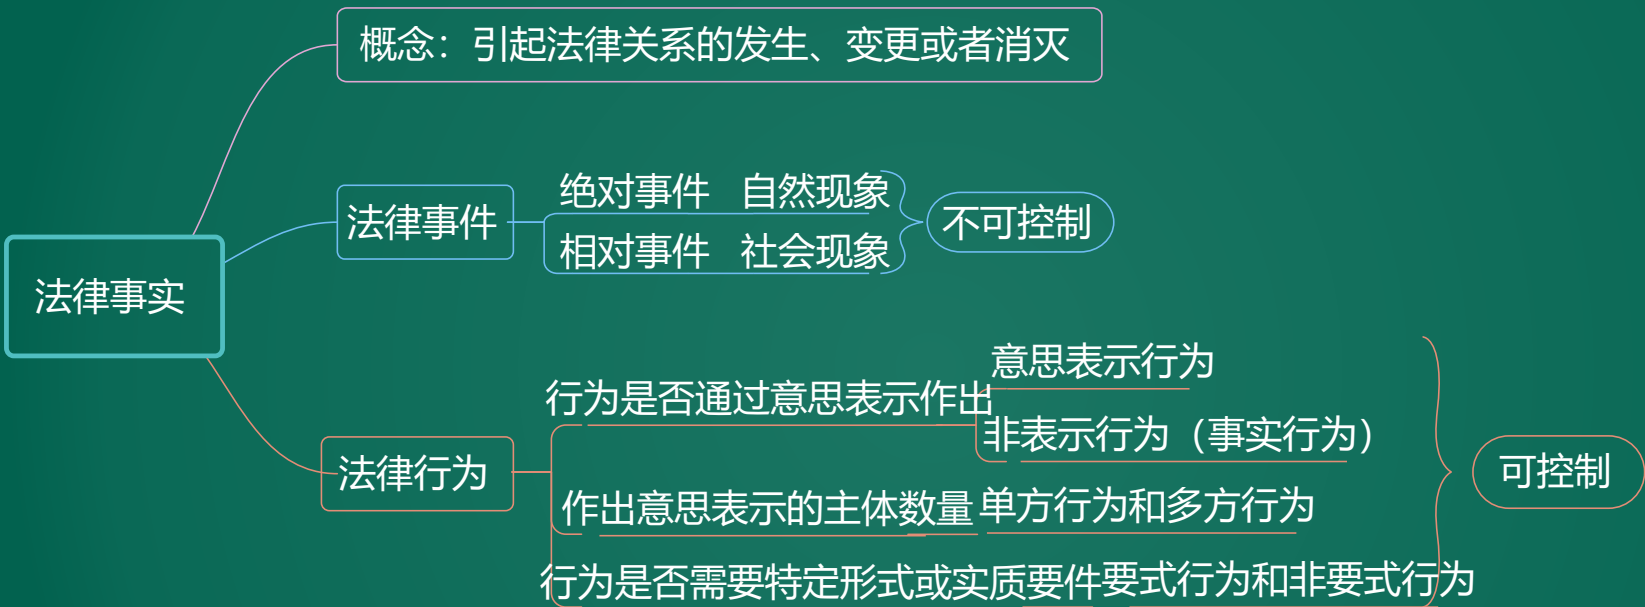 概念：引起法律关系的发生、变更或者消灭
绝对事件 自然现象
法律事件
不可控制
相对事件 社会现象
法律事实
意思表示行为
行为是否通过意思表示作出
非表示行为（事实行为）
法律行为
可控制
作出意思表示的主体数量 单方行为和多方行为
行为是否需要特定形式或实质要件 要式行为和非要式行为